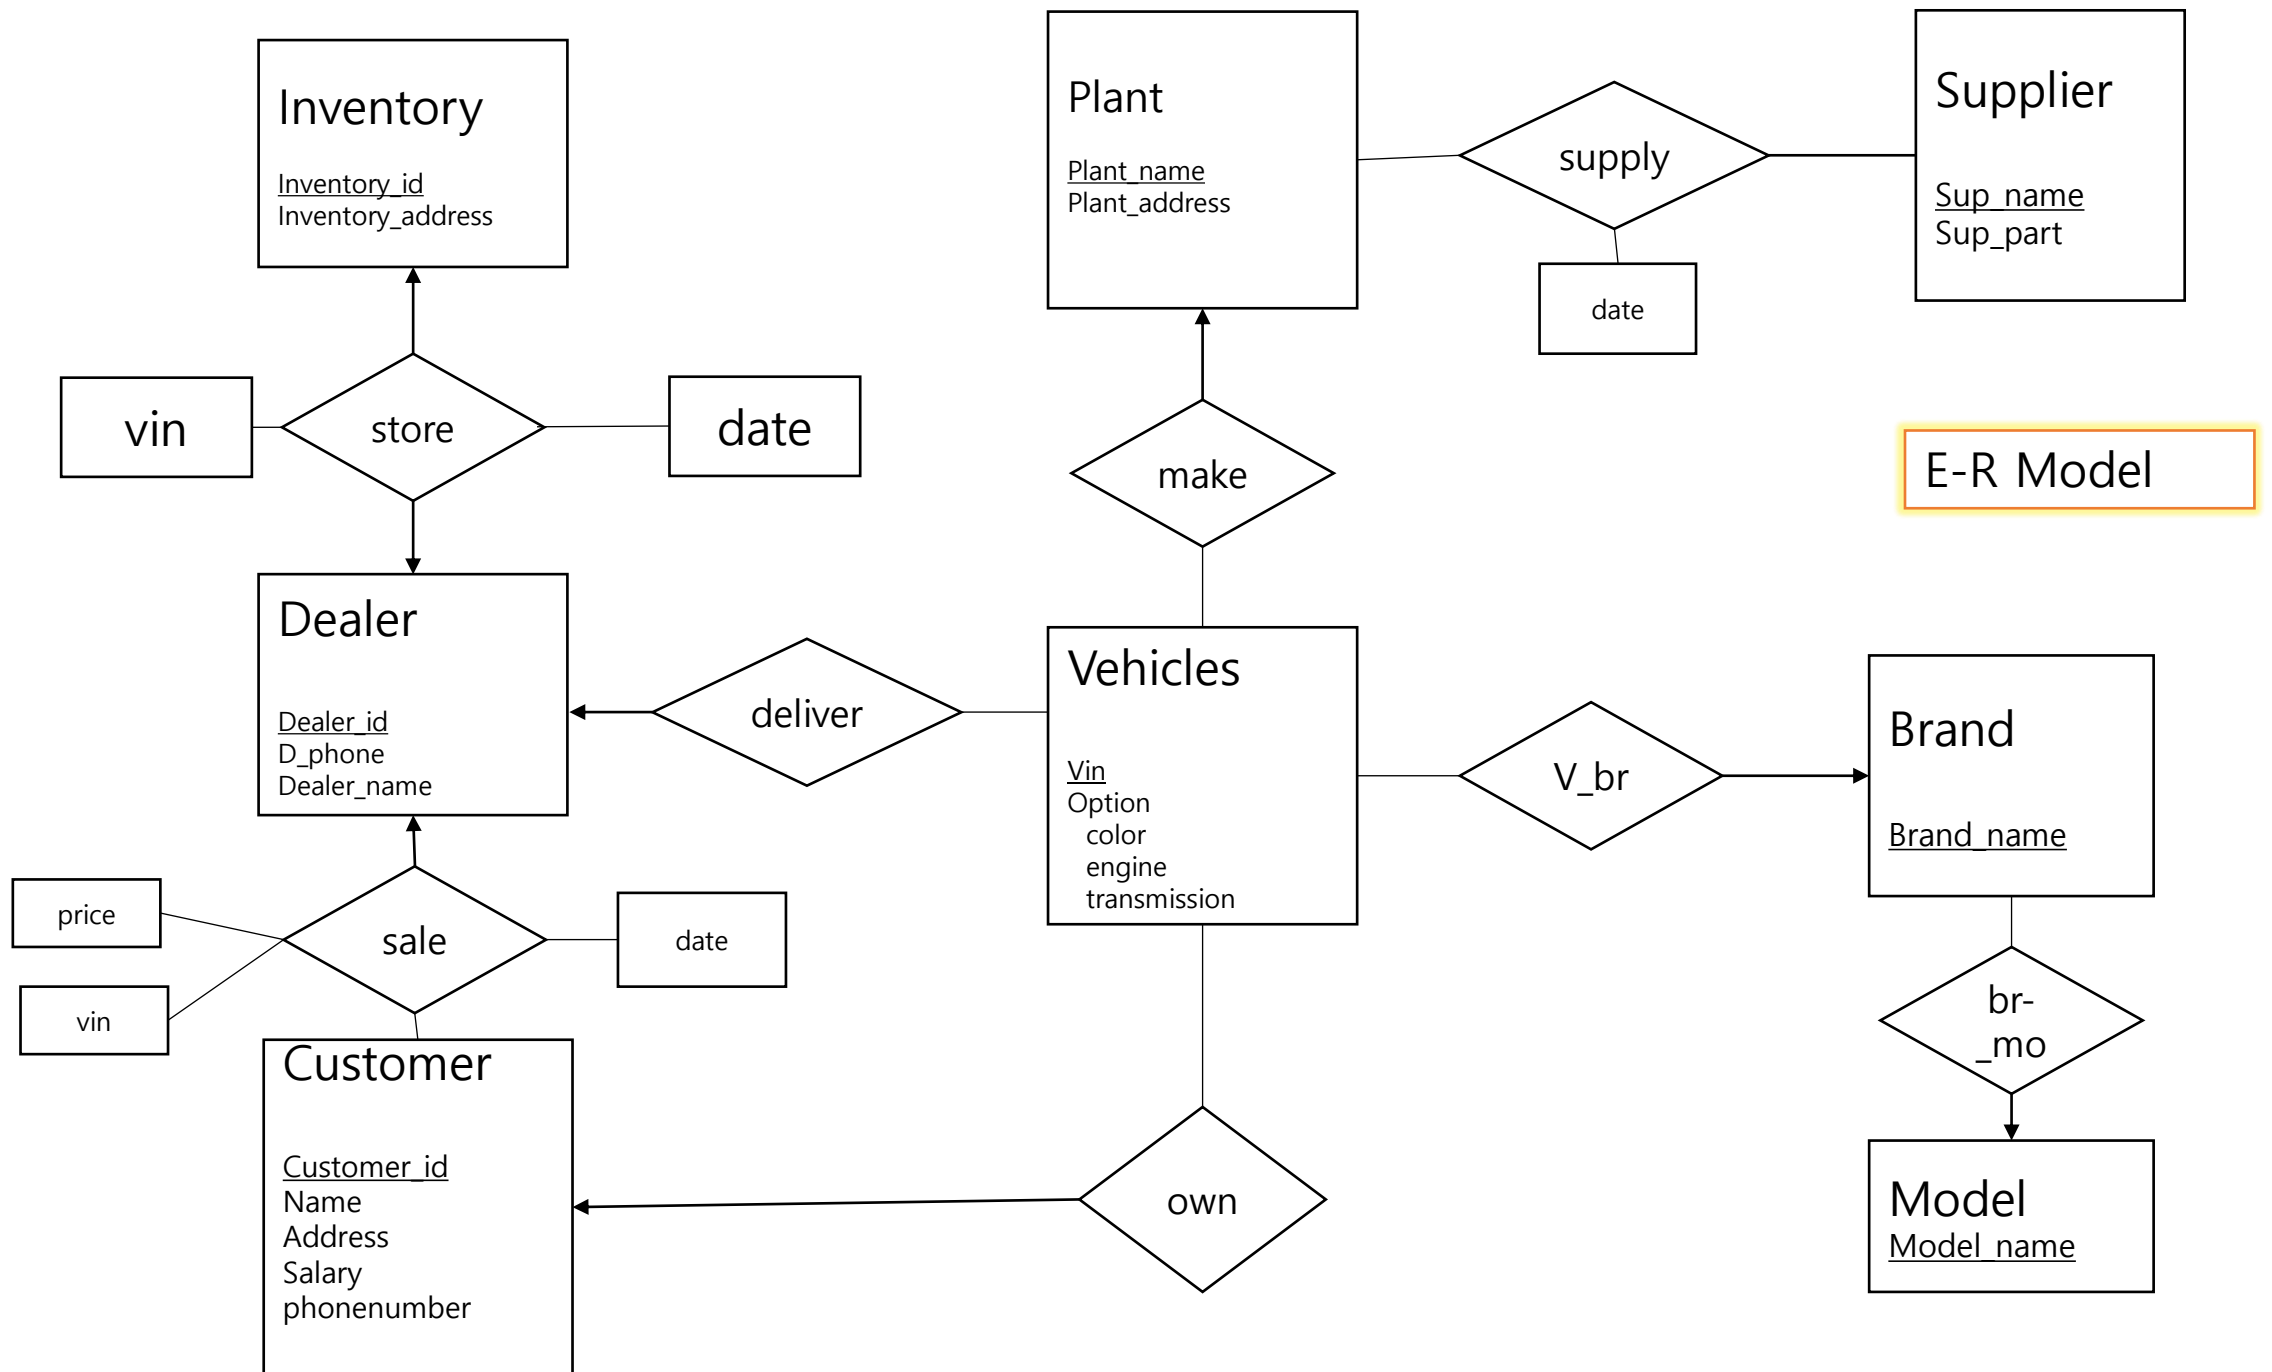 Inventory
Inventory_id
Inventory_address
Plant
Plant_name
Plant_address
supply
Supplier
Sup_name
Sup_part
date
vin
store
date
make
E-R Model
Dealer
Dealer_id
D_phone
Dealer_name
deliver
Vehicles
Vin
Option
color
engine
transmission
V_br
Brand
Brand_name
price
sale
date
vin
br-
_mo
Customer
Customer_id
Name
Address
Salary
phonenumber
own
Model
Model_name